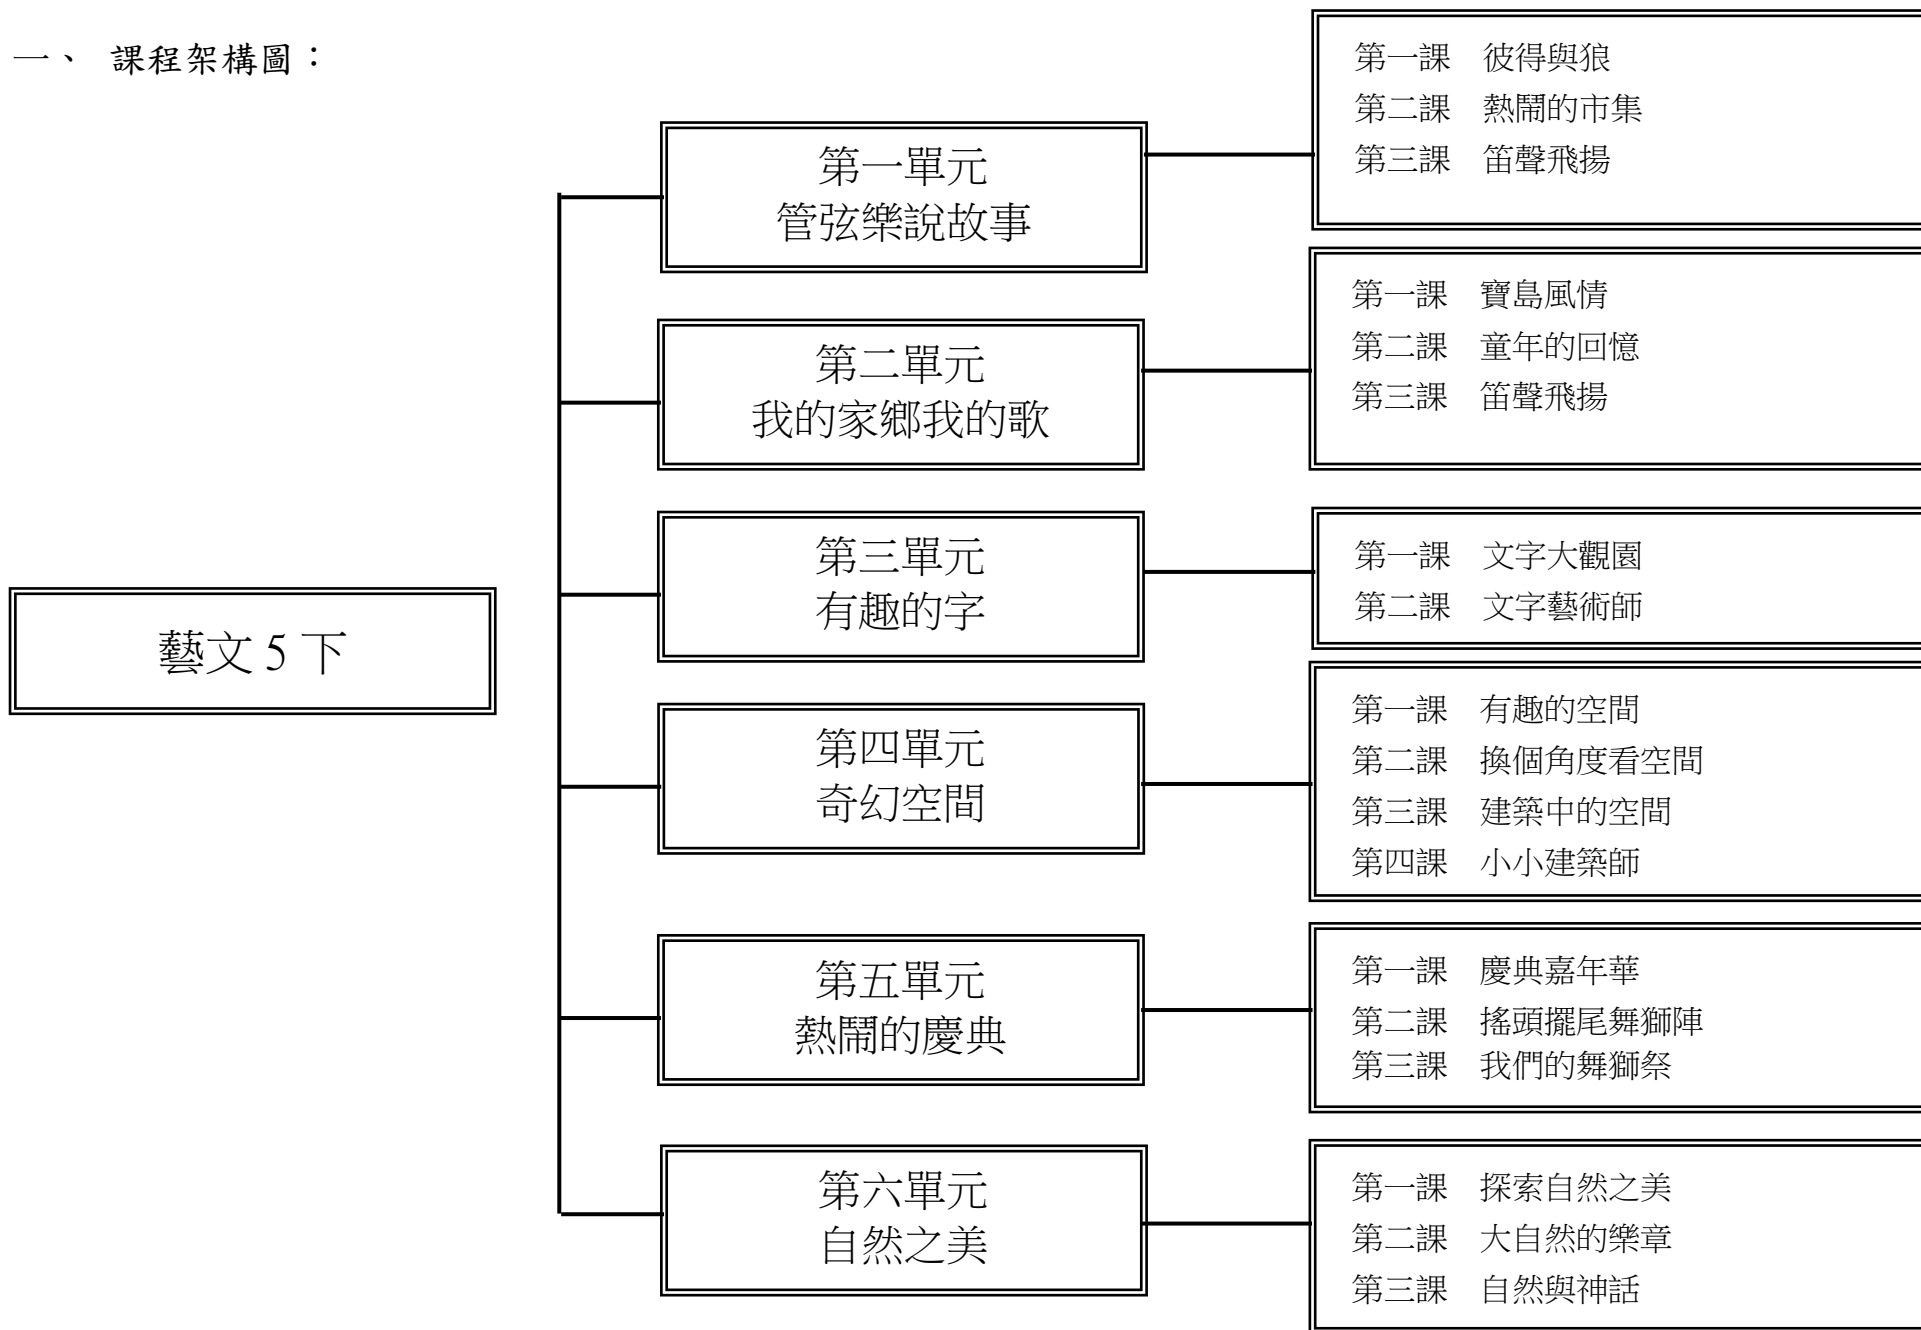 一、 課程架構圖：
藝文 5 下
第一單元
管弦樂說故事
第一課　彼得與狼
第二課　熱鬧的市集
第三課　笛聲飛揚
第二單元
我的家鄉我的歌
第一課　寶島風情
第二課　童年的回憶
第三課　笛聲飛揚
第三單元
有趣的字
第一課　文字大觀園
第二課　文字藝術師
第四單元
奇幻空間
第一課　有趣的空間
第二課　換個角度看空間
第三課　建築中的空間
第四課　小小建築師
第五單元
熱鬧的慶典
第一課　慶典嘉年華
第二課　搖頭擺尾舞獅陣
第三課　我們的舞獅祭
第六單元
自然之美
第一課　探索自然之美
第二課　大自然的樂章
第三課　自然與神話